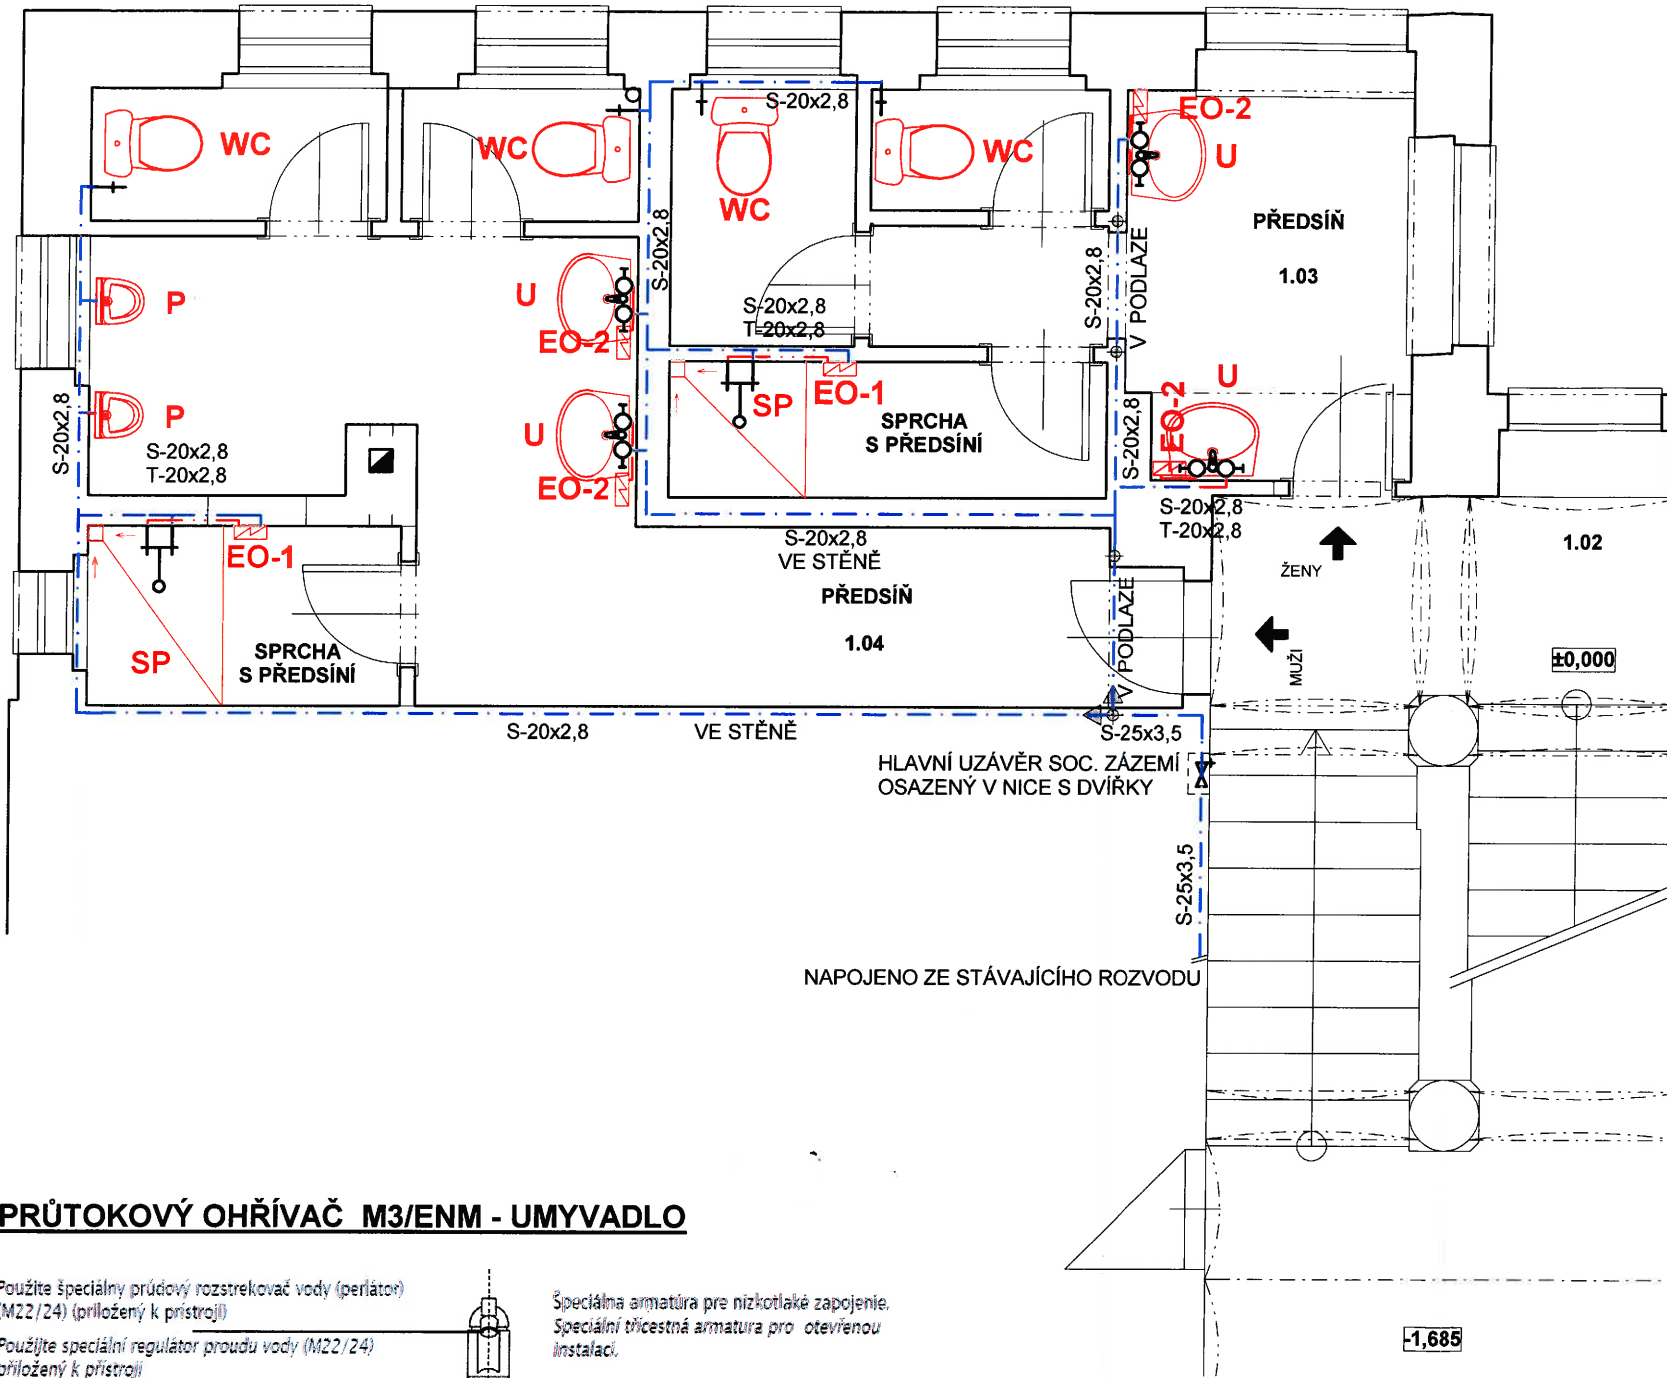 S-20x2,8
EO-2
WC
WC
WC
WC
U
PŘEDSÍŇ
1.03
S-20x2,8
S-20x2,8
V PODLAZE
P
U
EO-2
S-20x2,8
T-20x2,8
U
EO-2
P
SP
EO-1
SPRCHA
S PŘEDSÍNÍ
S-20x2,8
S-20x2,8
U
EO-2
S-20x2,8
T-20x2,8
S-20x2,8
T-20x2,8
S-20x2,8
VE STĚNĚ
1.02
ŽENY
EO-1
SP
SPRCHA
S PŘEDSÍNÍ
PŘEDSÍŇ
1.04
V PODLAZE
MUŽI
±0,000
S-20x2,8
VE STĚNĚ
S-25x3,5
HLAVNÍ UZÁVĚR SOC. ZÁZEMÍ
OSAZENÝ V NICE S DVÍŘKY
S-25x3,5
NAPOJENO ZE STÁVAJÍCÍHO ROZVODU
PRŮTOKOVÝ OHŘÍVAČ M3/ENM - UMYVADLO
Použite špeciálny prúdový rozstrekovač vody (perlátor)
(M22/24) (priložený k prístroji)
Použijte speciální regulátor proudu vody (M22/24)
přiložený k přístroji
Špeciálna armatúra pre nízkotlaké zapojenie.
Speciální třícestná armatura pro otevřenou
instalaci.
-1,685